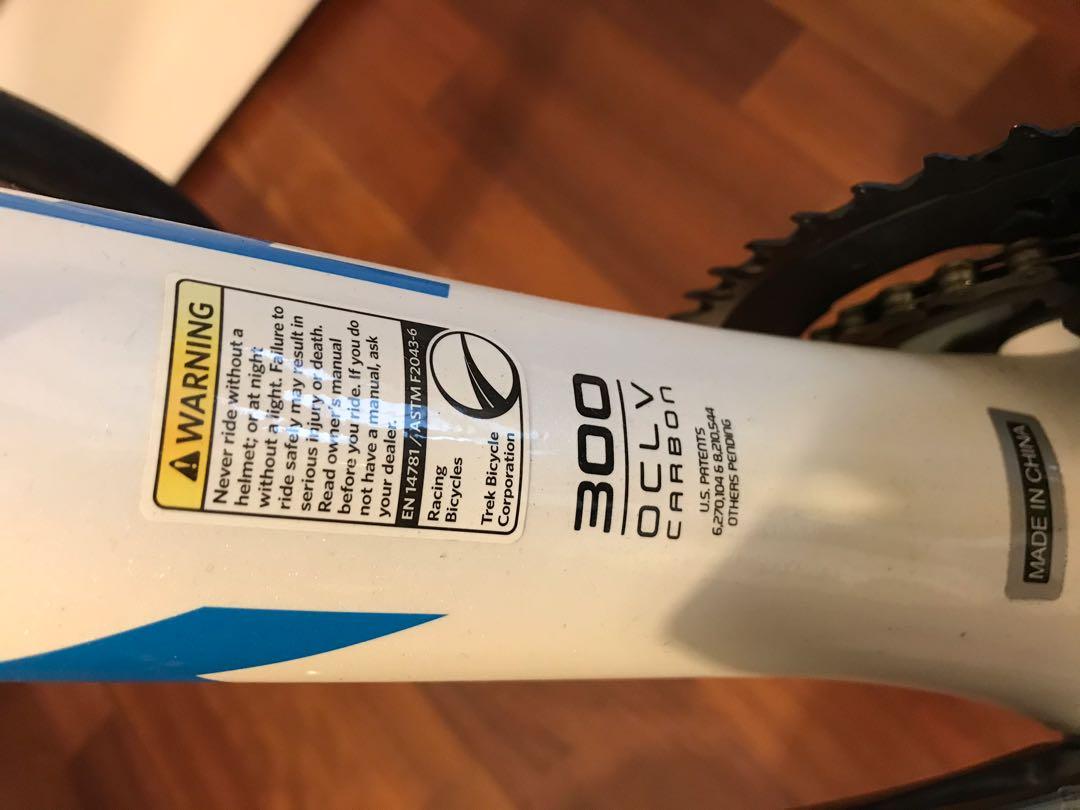 WARNING
Never ride without a
helmet; or at night
without a light. Failure to
ride safely may result in
serious injury or death.
Read owner's manual
before you ride. If you do
not have a manual, ask
your dealer.
EN 14781 / ASTM F2043-6
Racing
Bicycles
Trek Bicycle
Corporation
300
OCLV
CARBON
U.S. PATENTS
6,270,104 & 8,210,544
OTHERS PENDING
MADE IN CHINA